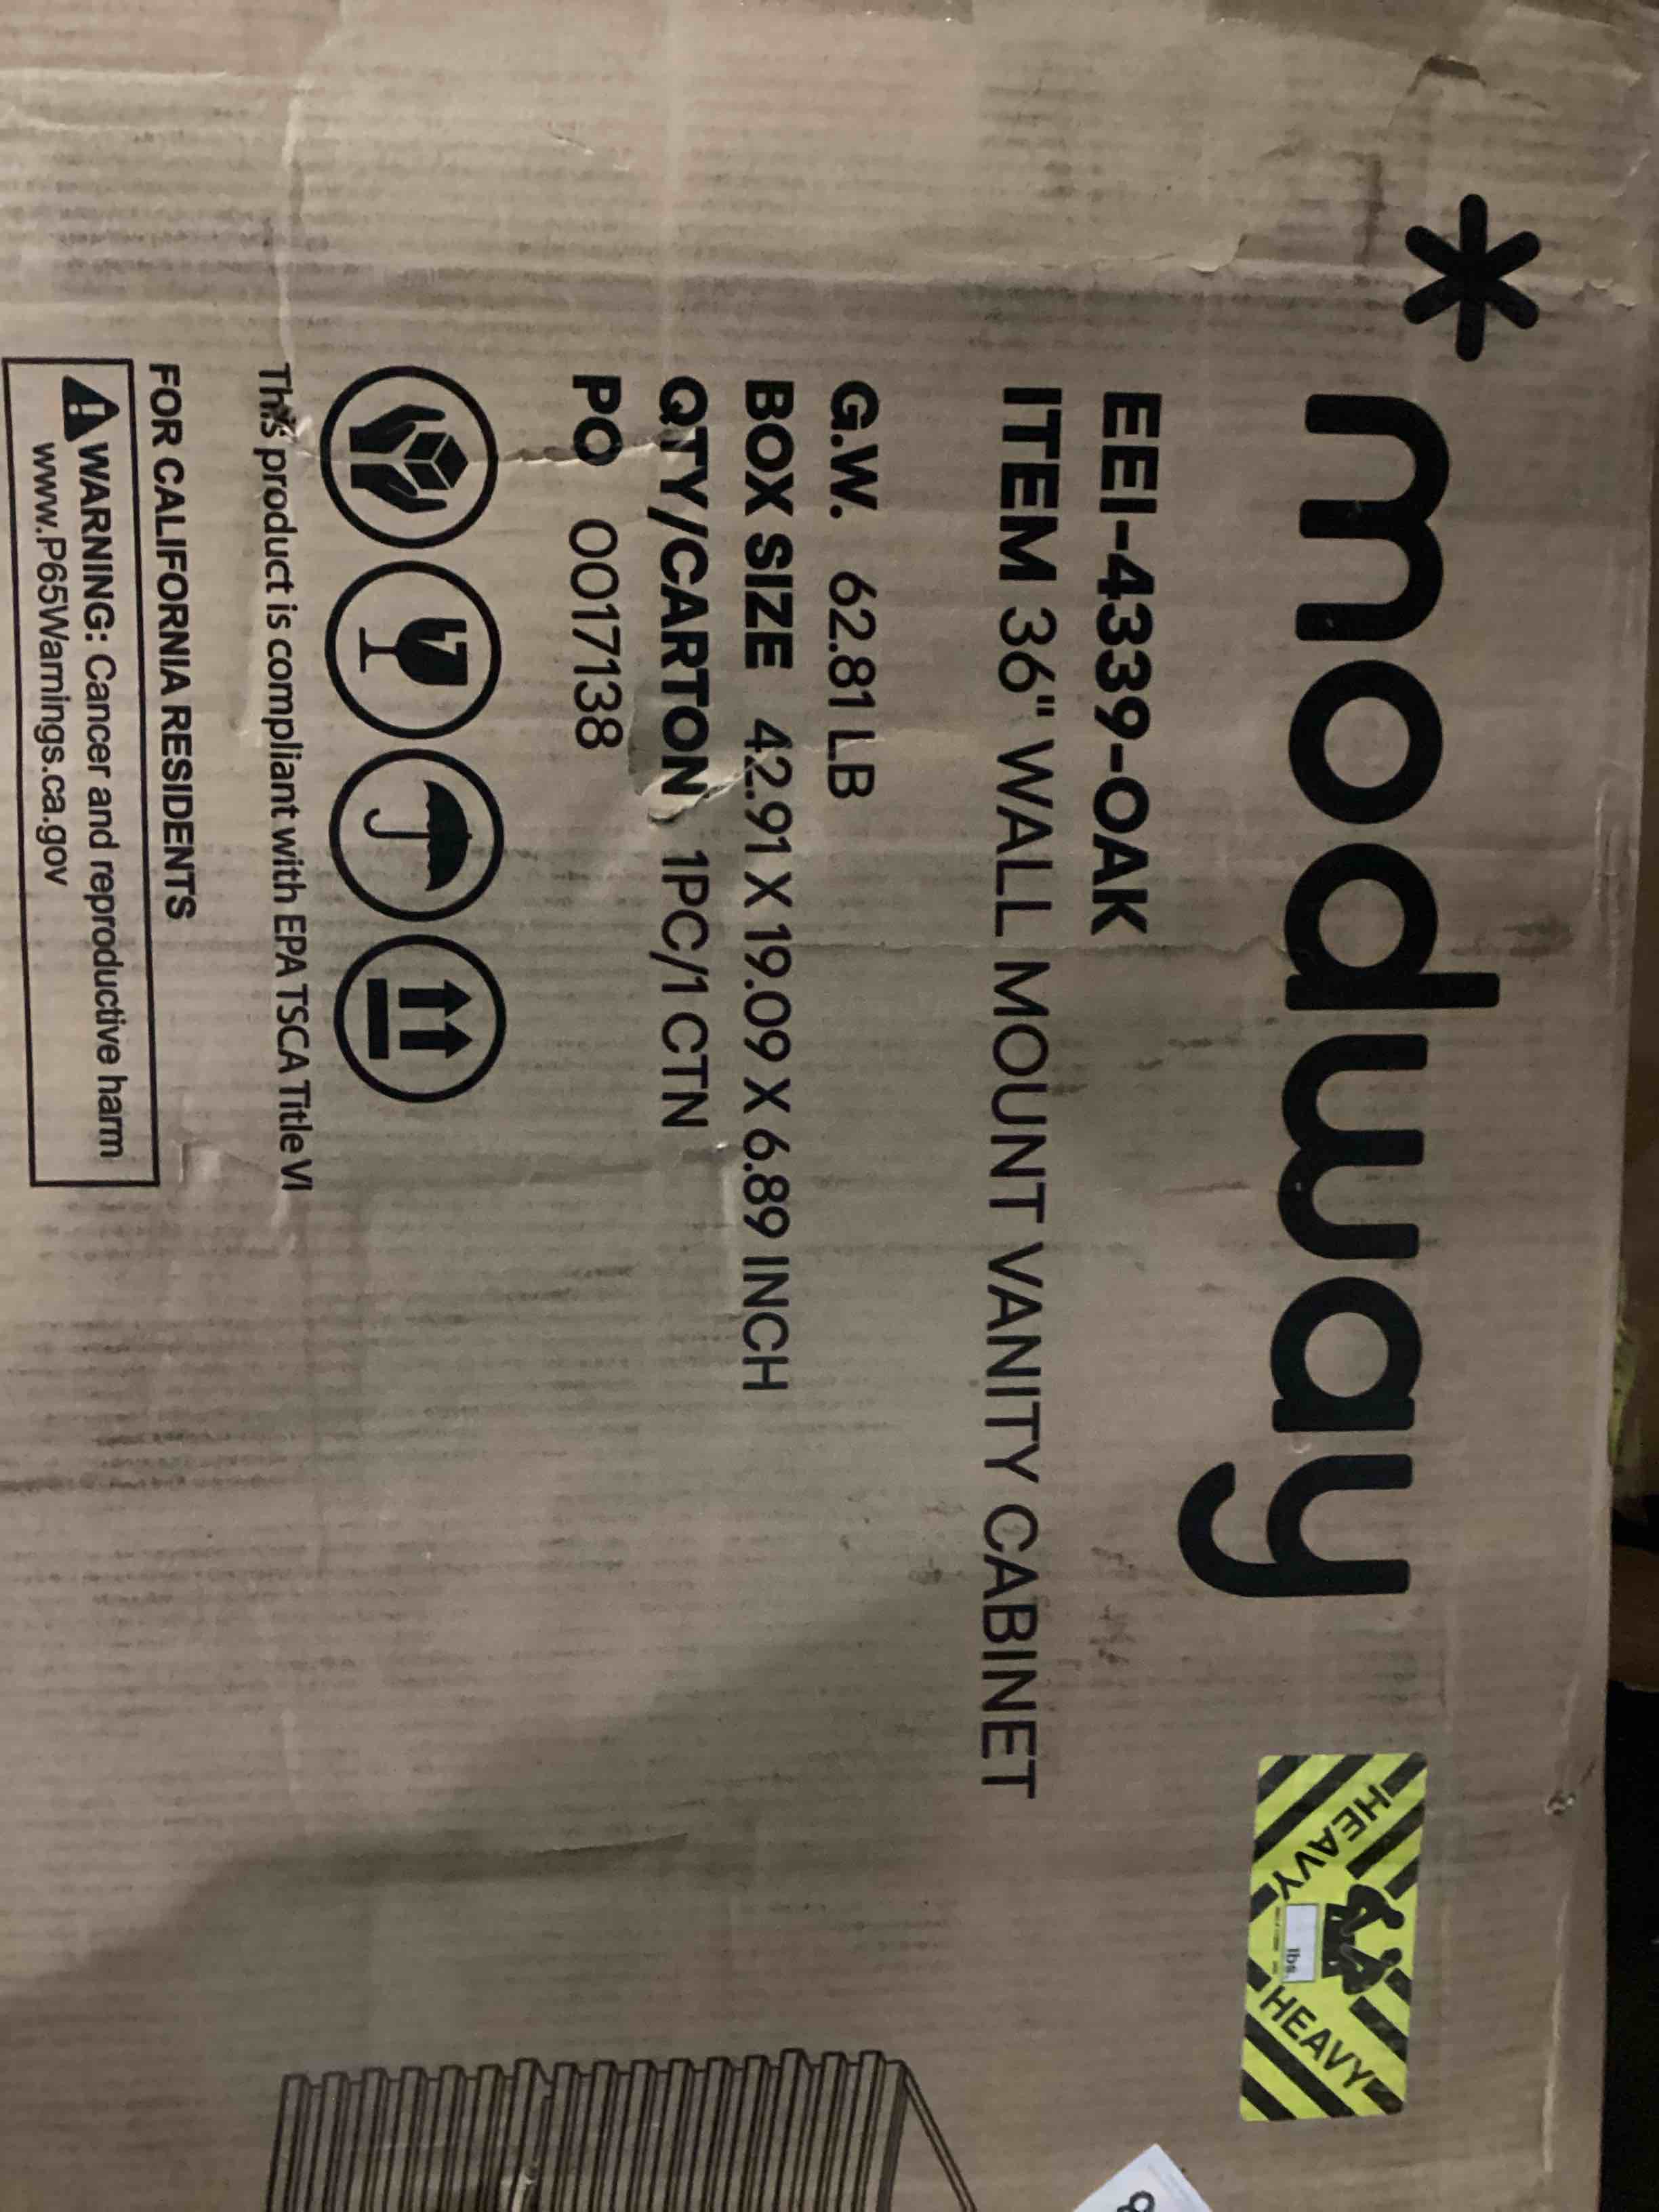 modway
EEI-4339-OAK
ITEM 36" WALL MOUNT VANITY CABINET
G.W. 62.81 LB
BOX SIZE 42.91 X 19.09 X 6.89 INCH
QTY/CARTON 1PC/1 CTN
PO 0017138
This product is compliant with EPA TSCA Title VI
FOR CALIFORNIA RESIDENTS
WARNING: Cancer and reproductive harm
www.P65Warnings.ca.gov
HEAVY
lbs.
HEAVY